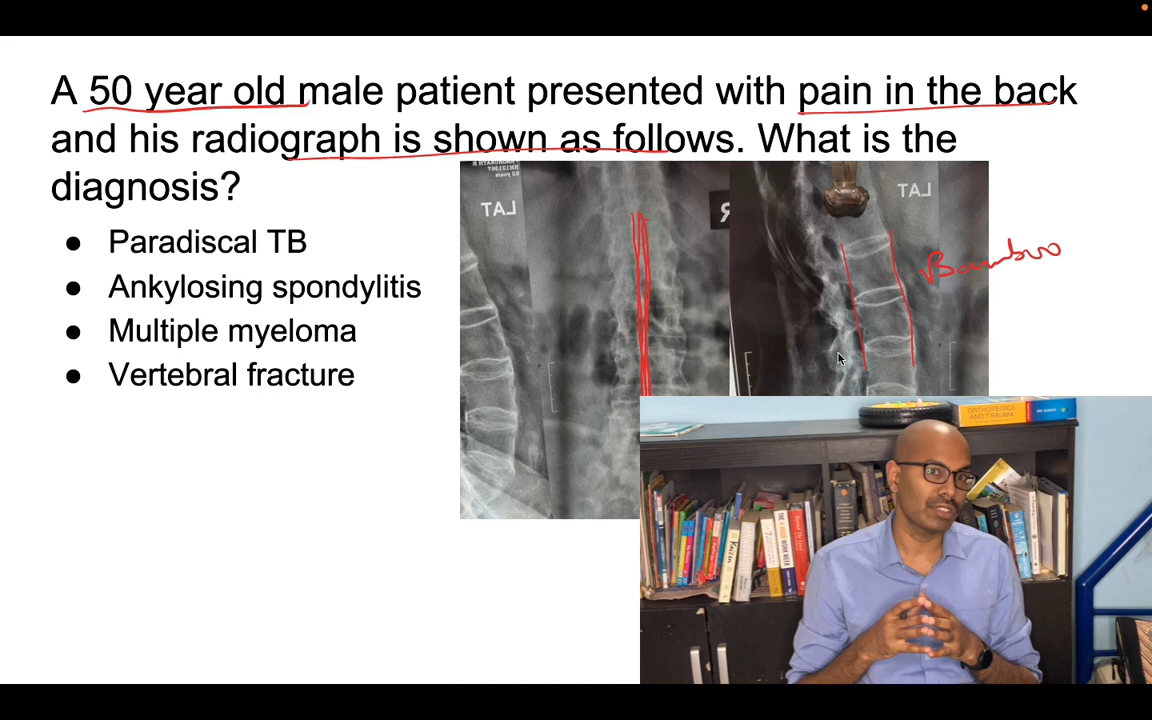 A 50 year old male patient presented with pain in the back
and his radiograph is shown as follows. What is the
diagnosis?
● Paradiscal TB
● Ankylosing spondylitis
● Multiple myeloma
● Vertebral fracture
LAT
R
LAT
Bamboo
ORTHOPEDICS
AND TRAUMA